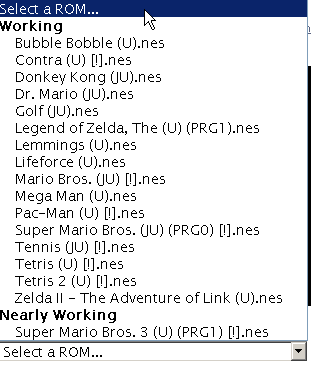 Select a ROM...
Working
Bubble Bobble (U).nes
Contra (U) [!].nes
Donkey Kong (JU).nes
Dr. Mario (JU).nes
Golf (JU).nes
Legend of Zelda, The (U) (PRG1).nes
Lemmings (U).nes
Lifeforce (U).nes
Mario Bros. (JU) [!].nes
Mega Man (U).nes
Pac-Man (U) [!].nes
Super Mario Bros. (JU) (PRG0) [!].nes
Tennis (JU) [!].nes
Tetris (U) [!].nes
Tetris 2 (U) [!].nes
Zelda II - The Adventure of Link (U).nes
Nearly Working
Super Mario Bros. 3 (U) (PRG1) [!].nes
Select a ROM...